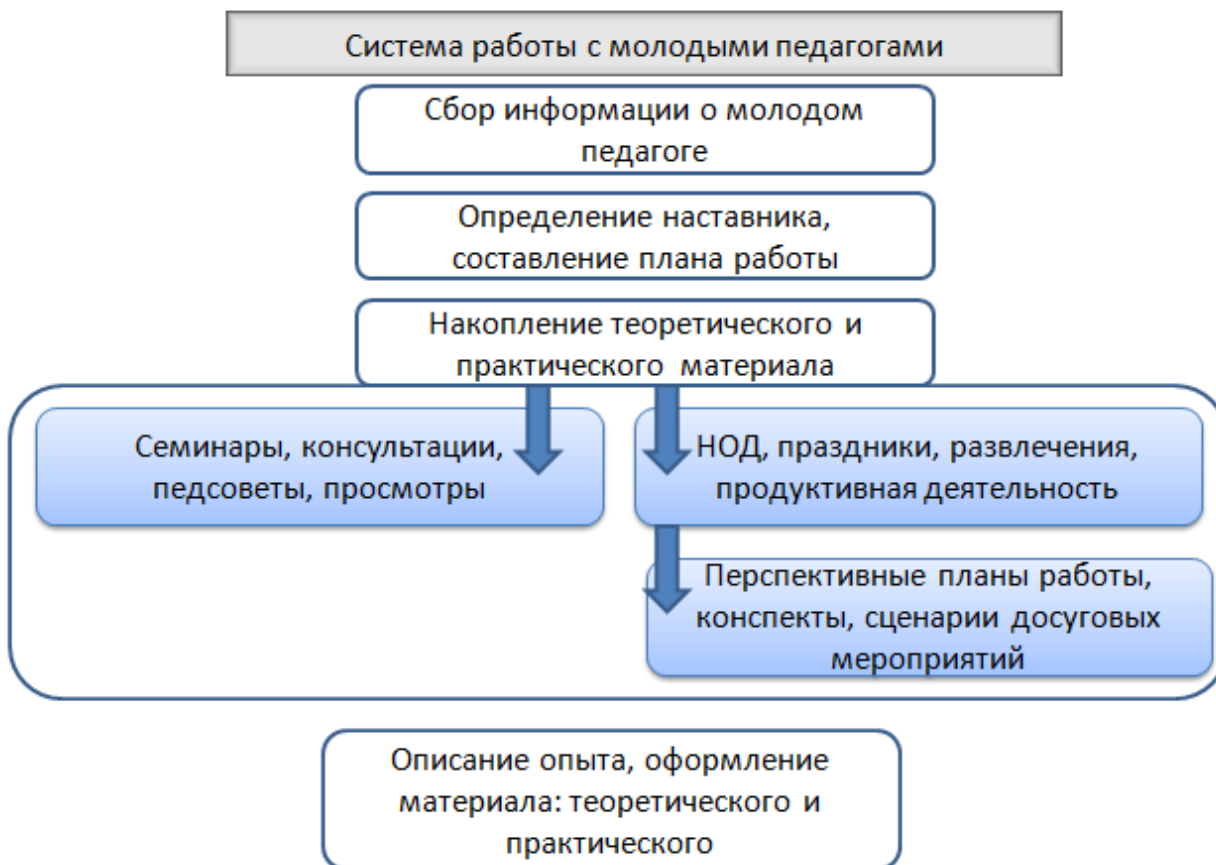 Система работы с молодыми педагогами
Сбор информации о молодом
педагоге
Определение наставника,
составление плана работы
Накопление теоретического и
практического материала
Семинары, консультации,
педсоветы, просмотры
НОД, праздники, развлечения,
продуктивная деятельность
Перспективные планы работы,
конспекты, сценарии досуговых
мероприятий
Описание опыта, оформление
материала: теоретического и
практического